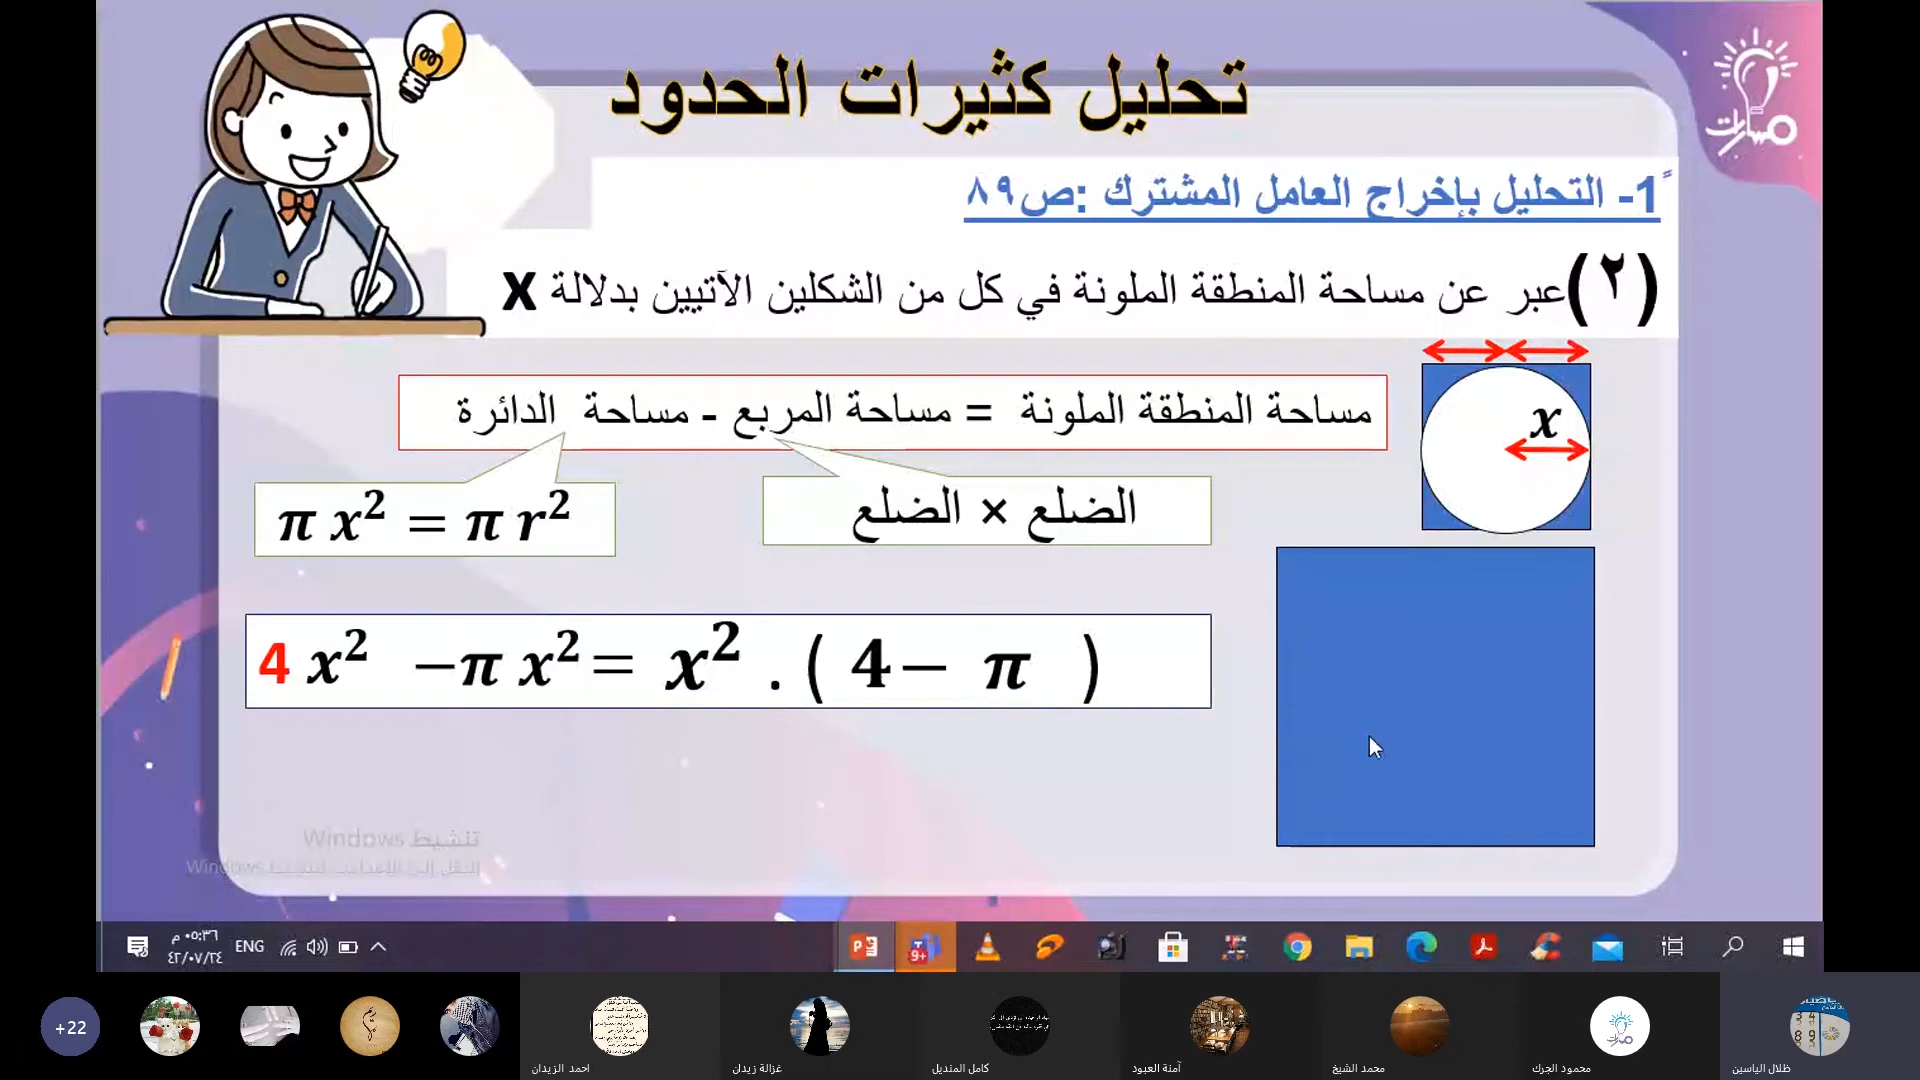 تحليل كثيرات الحدود
مسارات
1ً- التحليل بإخراج العامل المشترك :ص٨٩
(٢)عبر عن مساحة المنطقة الملونة في كل من الشكلين الآتيين بدلالة X
مساحة المنطقة الملونة = مساحة المربع - مساحة الدائرة
x
الضلع × الضلع
π x² = π r²
4 x² −π x² = x² . ( 4 − π )
تنشيط Windows
٠٥:٣٦ م
ENG
٤٢/٠٧/٢٤
9+
+22
ريم
احمد الزيدان
غزالة زيدان
كامل المنديل
آمنة العبود
محمد الشيخ
محمود الجرك
ظلال الياسين